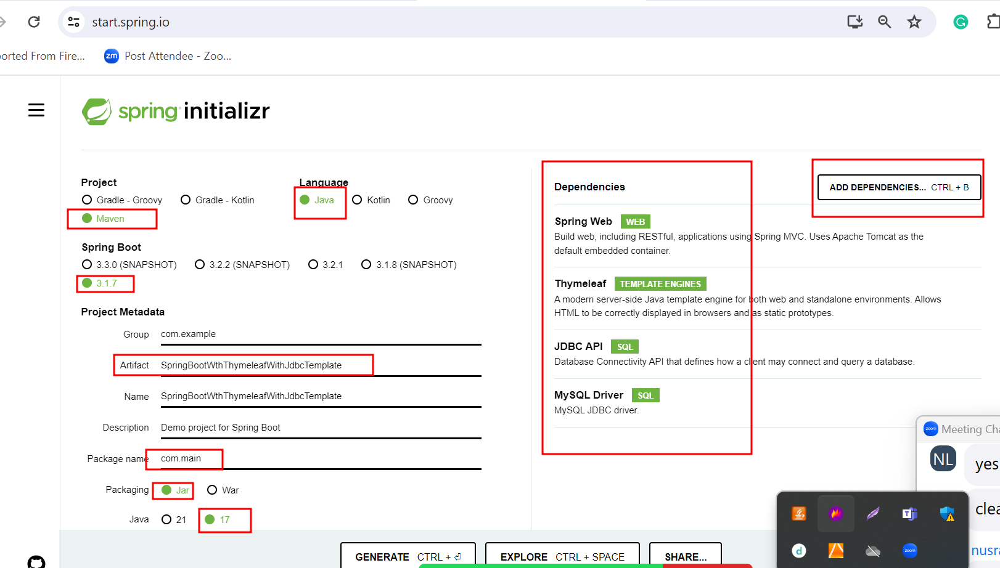 start.spring.io
orted From Fire...
zm Post Attendee - Zoo...
spring initializr
Project
Gradle - Groovy
Gradle - Kotlin
Maven
Language
Java
Kotlin
Groovy
Spring Boot
3.3.0 (SNAPSHOT)
3.2.2 (SNAPSHOT)
3.2.1
3.1.8 (SNAPSHOT)
3.1.7
Project Metadata
Group com.example
Artifact SpringBootWthThymeleafWithJdbcTemplate
Name SpringBootWthThymeleafWithJdbcTemplate
Description Demo project for Spring Boot
Package name com.main
Packaging Jar War
Java 21 17
Dependencies
ADD DEPENDENCIES... CTRL + B
Spring Web WEB
Build web, including RESTful, applications using Spring MVC. Uses Apache Tomcat as the
default embedded container.
Thymeleaf TEMPLATE ENGINES
A modern server-side Java template engine for both web and standalone environments. Allows
HTML to be correctly displayed in browsers and as static prototypes.
JDBC API SQL
Database Connectivity API that defines how a client may connect and query a database.
MySQL Driver SQL
MySQL JDBC driver.
GENERATE CTRL + ⏎
EXPLORE CTRL + SPACE
SHARE...
zoom Meeting Cha
NL
yes
clea
nusra
zoom